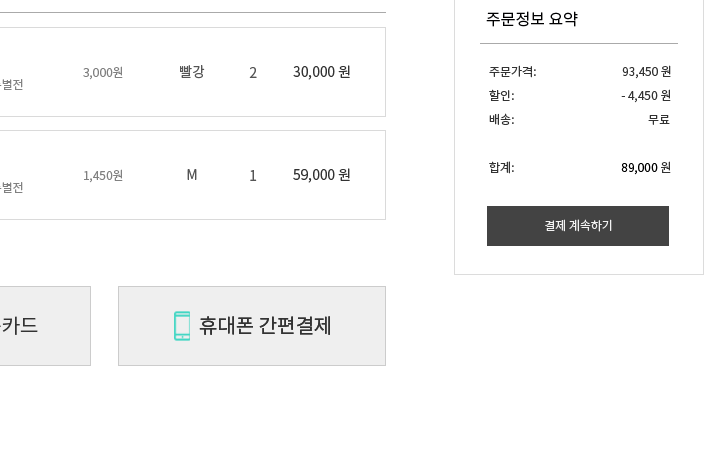 주문정보 요약
3,000원 빨강 2 30,000 원
별전
주문가격: 93,450 원
할인: - 4,450 원
배송: 무료
합계: 89,000 원
결제 계속하기
1,450원 M 1 59,000 원
별전
카드
휴대폰 간편결제